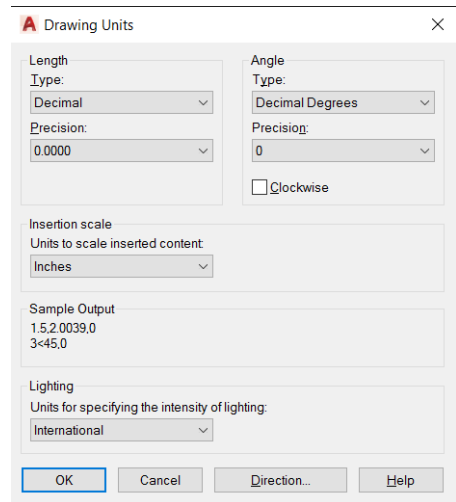 Drawing Units
Length
Type:
Decimal
Precision:
0.0000
Angle
Type:
Decimal Degrees
Precision:
0
Clockwise
Insertion scale
Units to scale inserted content:
Inches
Sample Output
1.5,2.0039,0
3<45,0
Lighting
Units for specifying the intensity of lighting:
International
OK
Cancel
Direction...
Help